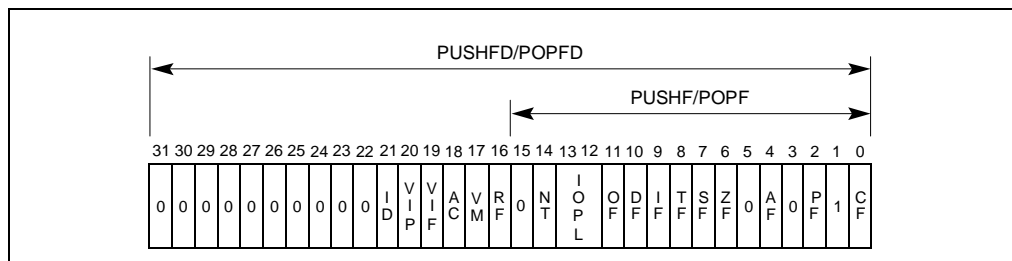 PUSHFD/POPFD
PUSHF/POPF
31 30 29 28 27 26 25 24 23 22 21 20 19 18 17 16 15 14 13 12 11 10 9 8 7 6 5 4 3 2 1 0
0 0 0 0 0 0 0 0 0 0 ID VIP VIF AC VM RF 0 NT IOPL OF DF IF TF SF ZF 0 AF 0 PF 1 CF